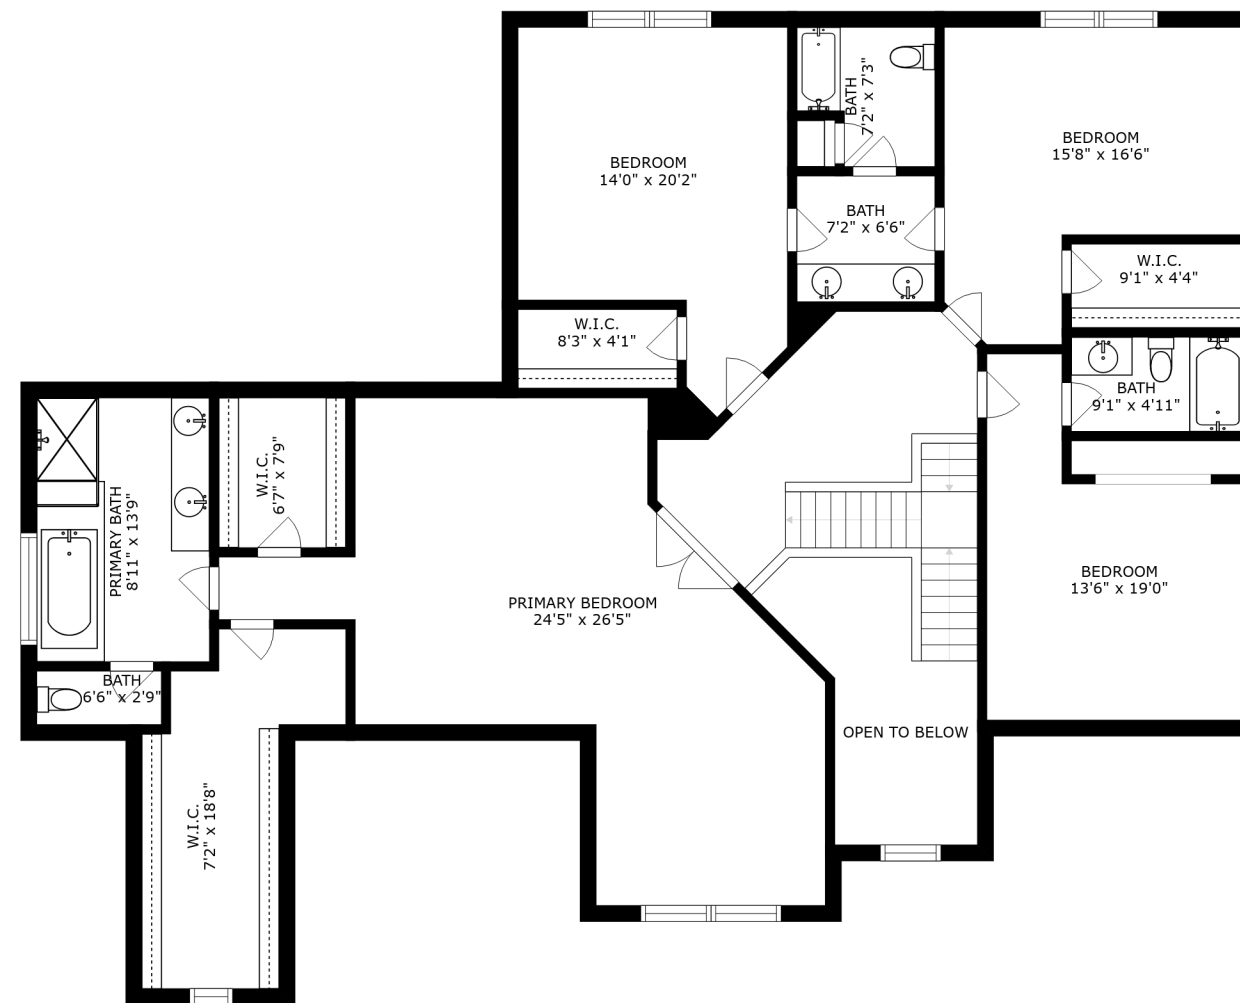 BEDROOM
14'0" x 20'2"
BATH
7'2" x 7'3"
BEDROOM
15'8" x 16'6"
BATH
7'2" x 6'6"
W.I.C.
9'1" x 4'4"
W.I.C.
8'3" x 4'1"
BATH
9'1" x 4'11"
W.I.C.
6'7" x 7'9"
PRIMARY BATH
8'11" x 13'9"
PRIMARY BEDROOM
24'5" x 26'5"
BEDROOM
13'6" x 19'0"
BATH
6'6" x 2'9"
OPEN TO BELOW
W.I.C.
7'2" x 18'8"